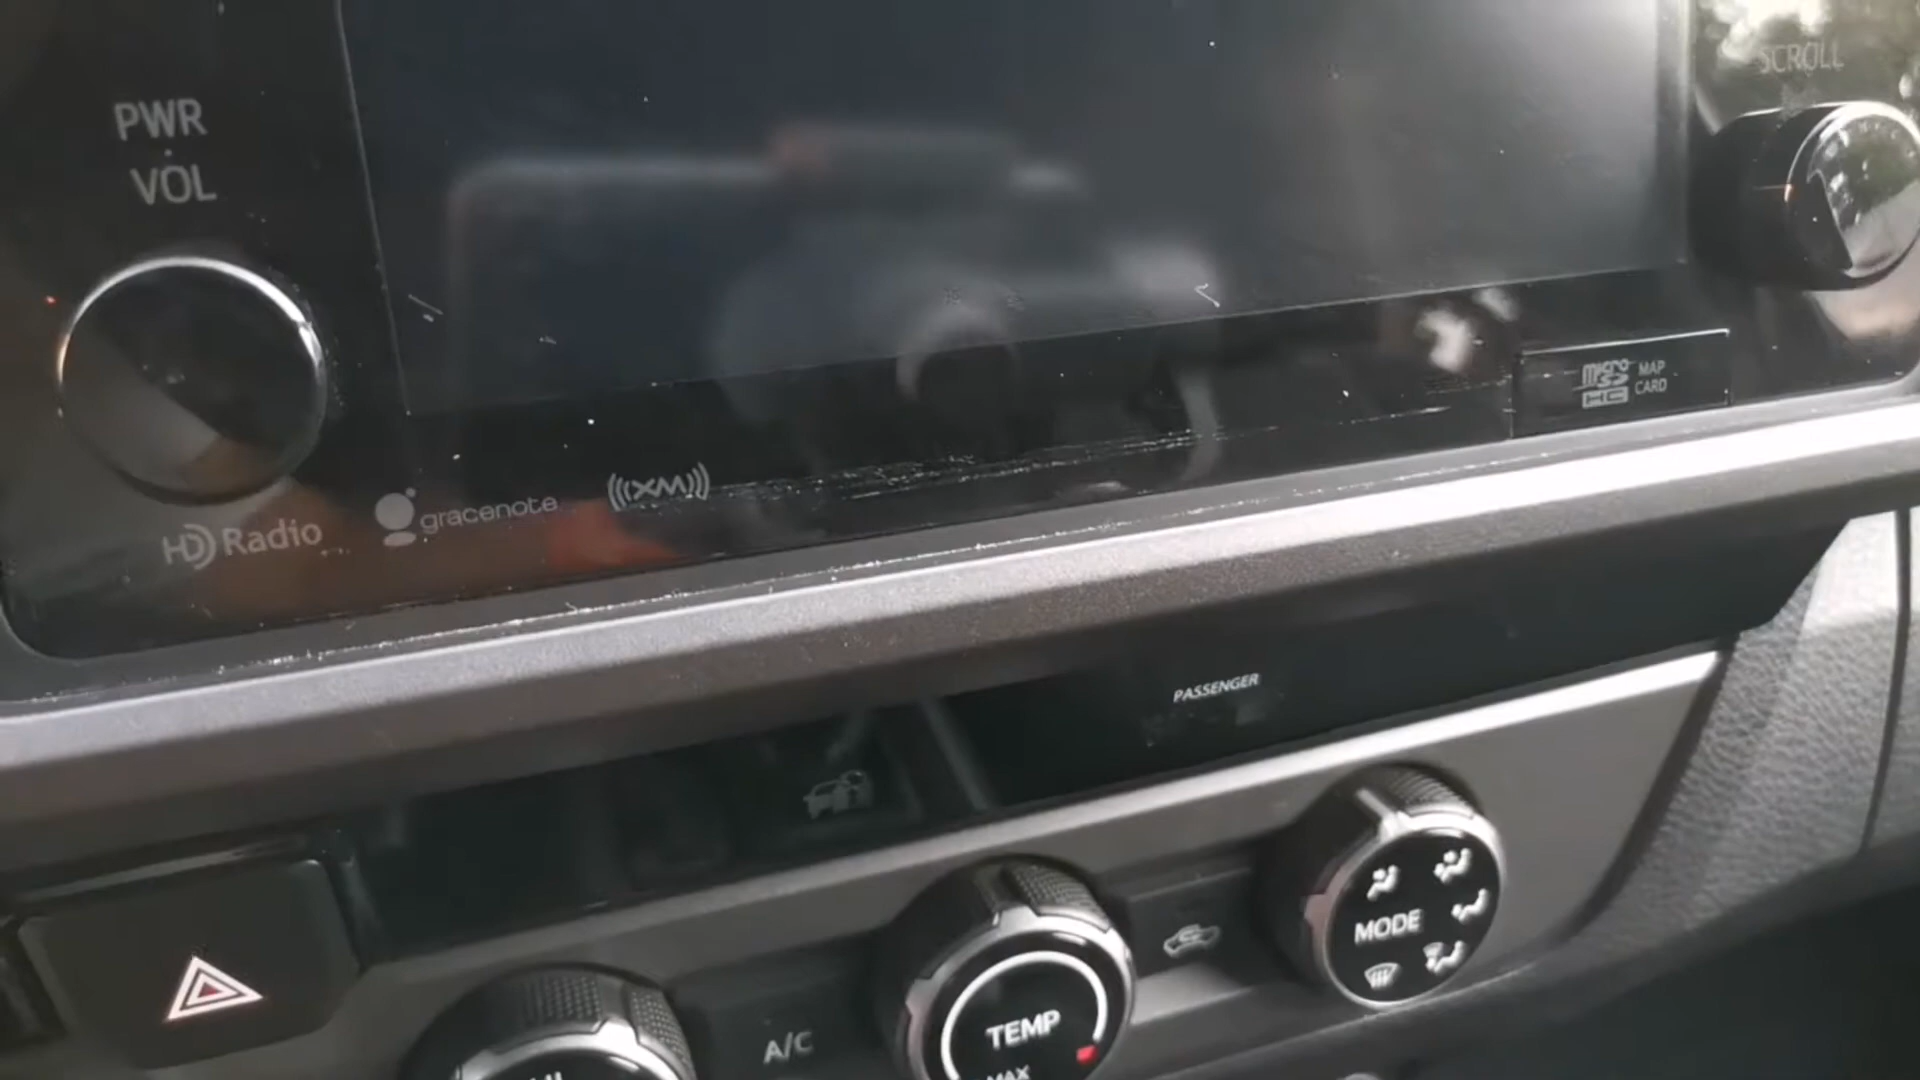 PWR
VOL
SCROLL
HD Radio
gracenote
(((XM)))
micro
SD
HC
MAP
CARD
PASSENGER
MODE
A/C
TEMP
MAX